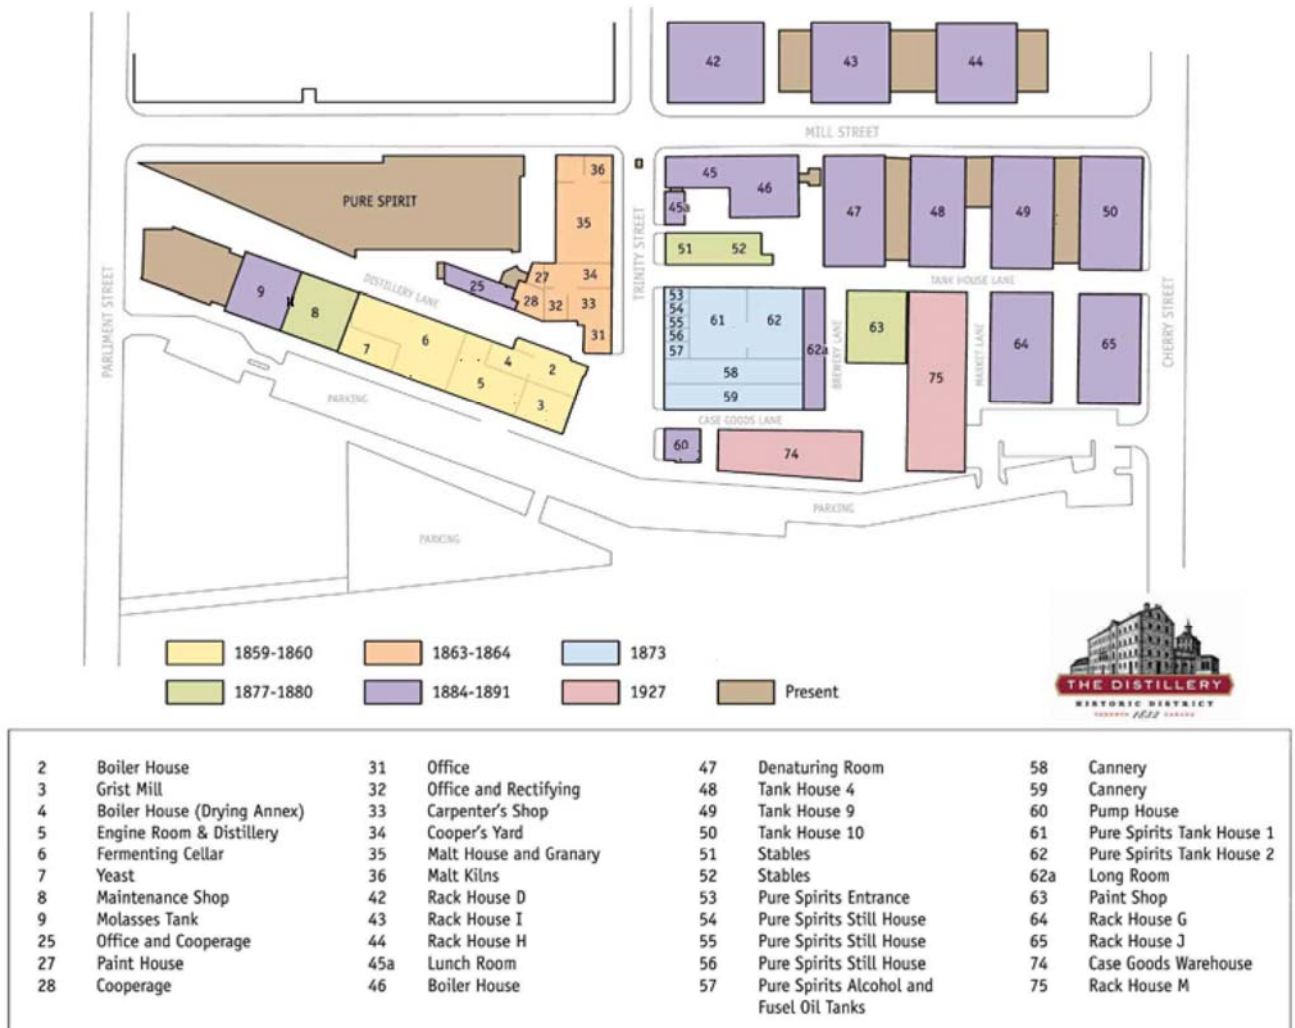 42
43
44
MILL STREET
36
PURE SPIRIT
35
45
46
45a
47
48
49
50
TRINITY STREET
51
52
27
34
DISTILLERY LANE
25
28
32
33
31
TANK HOUSE LANE
PARLIMENT STREET
9
8
6
7
4
2
5
3
53
54
55
56
57
61
62
62a
58
59
BREWERY LANE
63
75
MARKET LANE
64
65
CHERRY STREET
PARKING
CASE GOODS LANE
60
74
PARKING
PARKING
1859-1860
1863-1864
1873
1877-1880
1884-1891
1927
Present
THE DISTILLERY
HISTORIC DISTRICT
TORONTO 1832 CANADA
2 Boiler House
3 Grist Mill
4 Boiler House (Drying Annex)
5 Engine Room & Distillery
6 Fermenting Cellar
7 Yeast
8 Maintenance Shop
9 Molasses Tank
25 Office and Cooperage
27 Paint House
28 Cooperage
31 Office
32 Office and Rectifying
33 Carpenter's Shop
34 Cooper's Yard
35 Malt House and Granary
36 Malt Kilns
42 Rack House D
43 Rack House I
44 Rack House H
45a Lunch Room
46 Boiler House
47 Denaturing Room
48 Tank House 4
49 Tank House 9
50 Tank House 10
51 Stables
52 Stables
53 Pure Spirits Entrance
54 Pure Spirits Still House
55 Pure Spirits Still House
56 Pure Spirits Still House
57 Pure Spirits Alcohol and
Fusel Oil Tanks
58 Cannery
59 Cannery
60 Pump House
61 Pure Spirits Tank House 1
62 Pure Spirits Tank House 2
62a Long Room
63 Paint Shop
64 Rack House G
65 Rack House J
74 Case Goods Warehouse
75 Rack House M